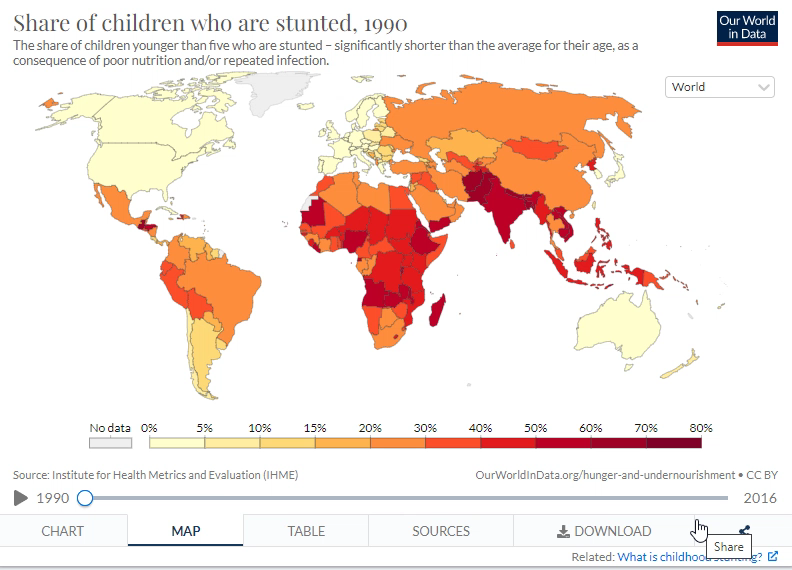 Share of children who are stunted, 1990
Our World
in Data
The share of children younger than five who are stunted – significantly shorter than the average for their age, as a
consequence of poor nutrition and/or repeated infection.
World
No data 0% 5% 10% 15% 20% 30% 40% 50% 60% 70% 80%
Source: Institute for Health Metrics and Evaluation (IHME) OurWorldInData.org/hunger-and-undernourishment • CC BY
1990 2016
CHART MAP TABLE SOURCES DOWNLOAD
Share
Related: What is childhood stunting?